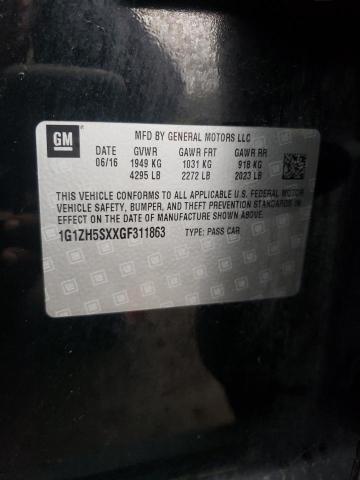 GM
MFD BY GENERAL MOTORS LLC
DATE GVWR GAWR FRT GAWR RR
06/16 1949 KG 1031 KG 918 KG
4295 LB 2272 LB 2023 LB
THIS VEHICLE CONFORMS TO ALL APPLICABLE U.S. FEDERAL MOTOR
VEHICLE SAFETY, BUMPER, AND THEFT PREVENTION STANDARDS
IN EFFECT ON THE DATE OF MANUFACTURE SHOWN ABOVE.
1G1ZH5SXXGF311863 TYPE: PASS CAR